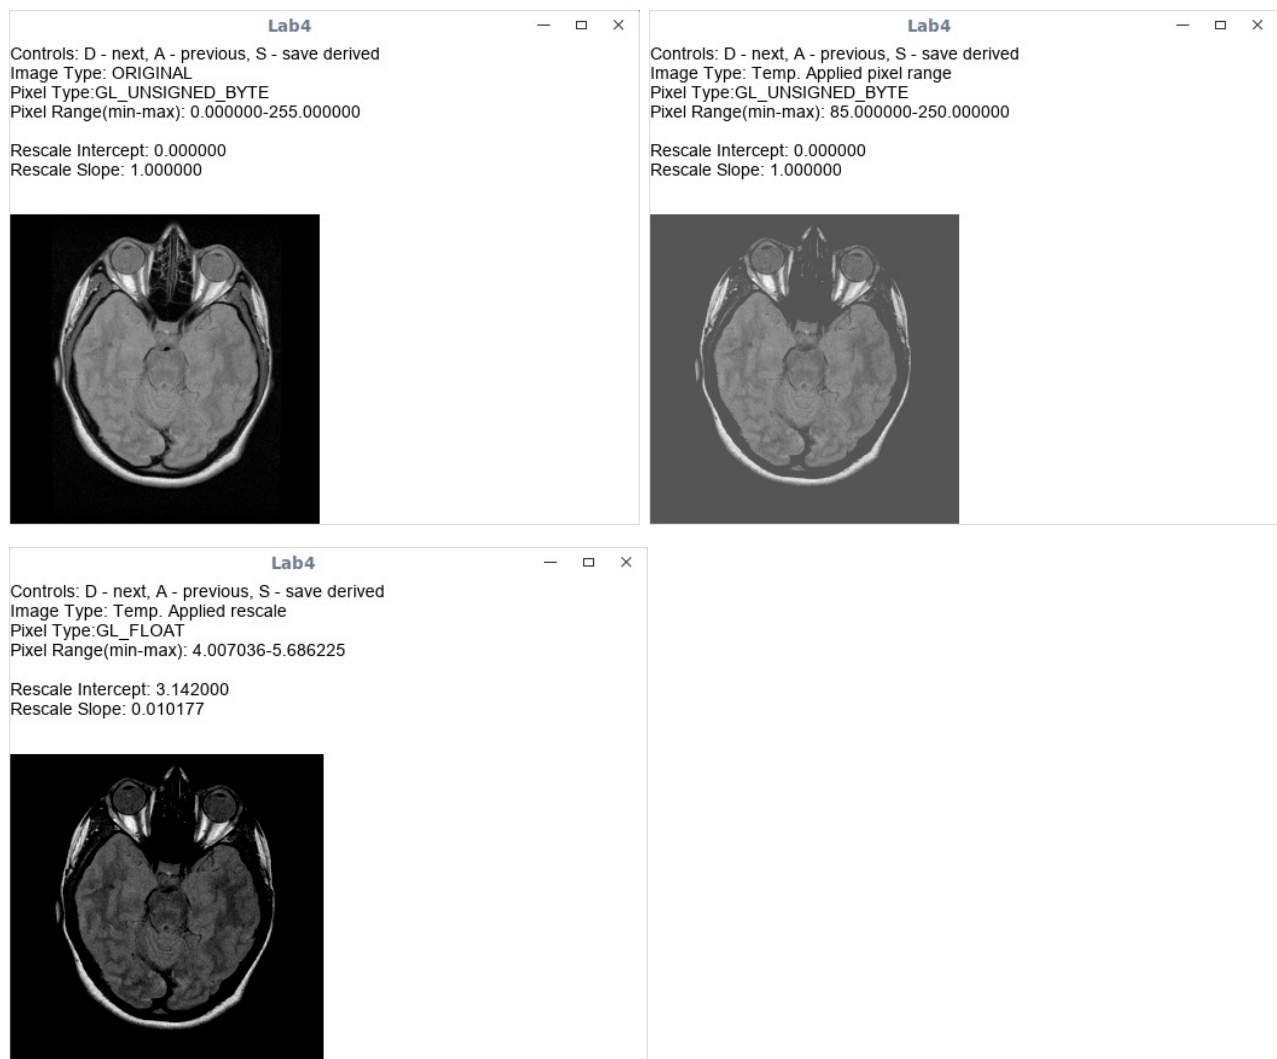 Lab4
Controls: D - next, A - previous, S - save derived
Image Type: ORIGINAL
Pixel Type:GL_UNSIGNED_BYTE
Pixel Range(min-max): 0.000000-255.000000
Rescale Intercept: 0.000000
Rescale Slope: 1.000000
Lab4
Controls: D - next, A - previous, S - save derived
Image Type: Temp. Applied pixel range
Pixel Type:GL_UNSIGNED_BYTE
Pixel Range(min-max): 85.000000-250.000000
Rescale Intercept: 0.000000
Rescale Slope: 1.000000
Lab4
Controls: D - next, A - previous, S - save derived
Image Type: Temp. Applied rescale
Pixel Type:GL_FLOAT
Pixel Range(min-max): 4.007036-5.686225
Rescale Intercept: 3.142000
Rescale Slope: 0.010177